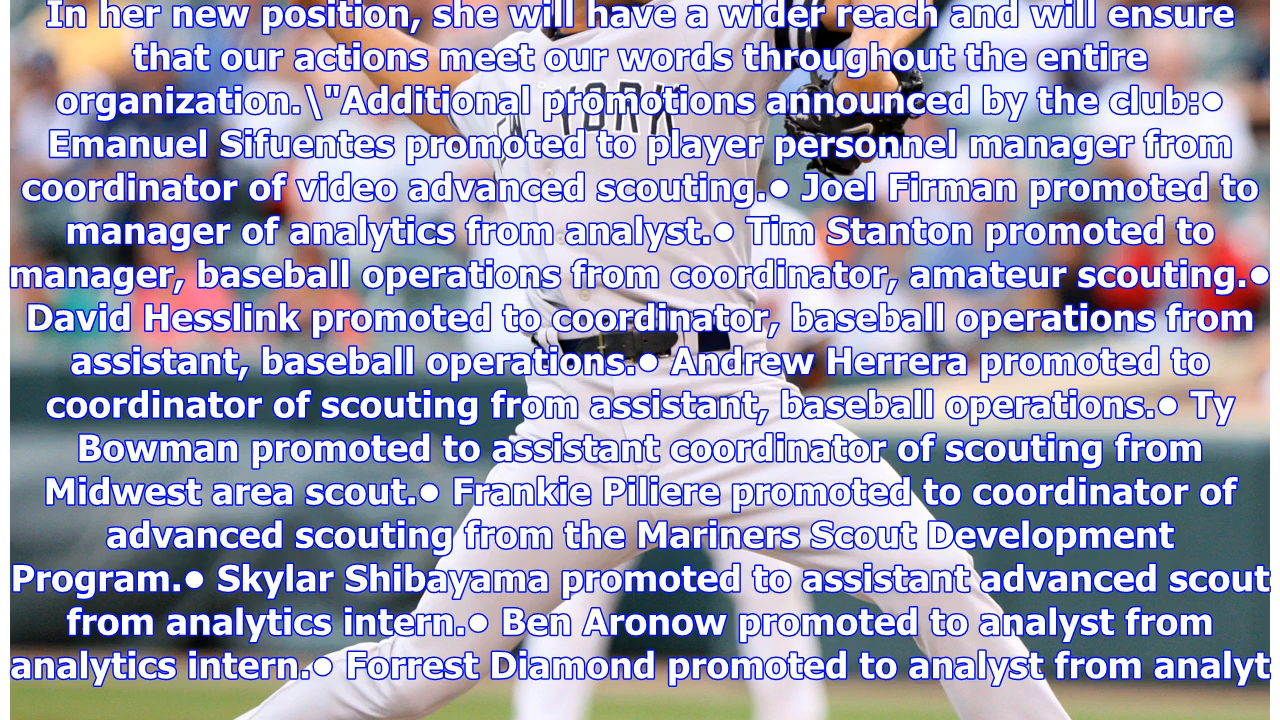 In her new position, she will have a wider reach and will ensure
that our actions meet our words throughout the entire
organization.\"Additional promotions announced by the club:•
Emanuel Sifuentes promoted to player personnel manager from
coordinator of video advanced scouting.• Joel Firman promoted to
manager of analytics from analyst.• Tim Stanton promoted to
manager, baseball operations from coordinator, amateur scouting.•
David Hesslink promoted to coordinator, baseball operations from
assistant, baseball operations.• Andrew Herrera promoted to
coordinator of scouting from assistant, baseball operations.• Ty
Bowman promoted to assistant coordinator of scouting from
Midwest area scout.• Frankie Piliere promoted to coordinator of
advanced scouting from the Mariners Scout Development
Program.• Skylar Shibayama promoted to assistant advanced scout
from analytics intern.• Ben Aronow promoted to analyst from
analytics intern.• Forrest Diamond promoted to analyst from analyt
YORK